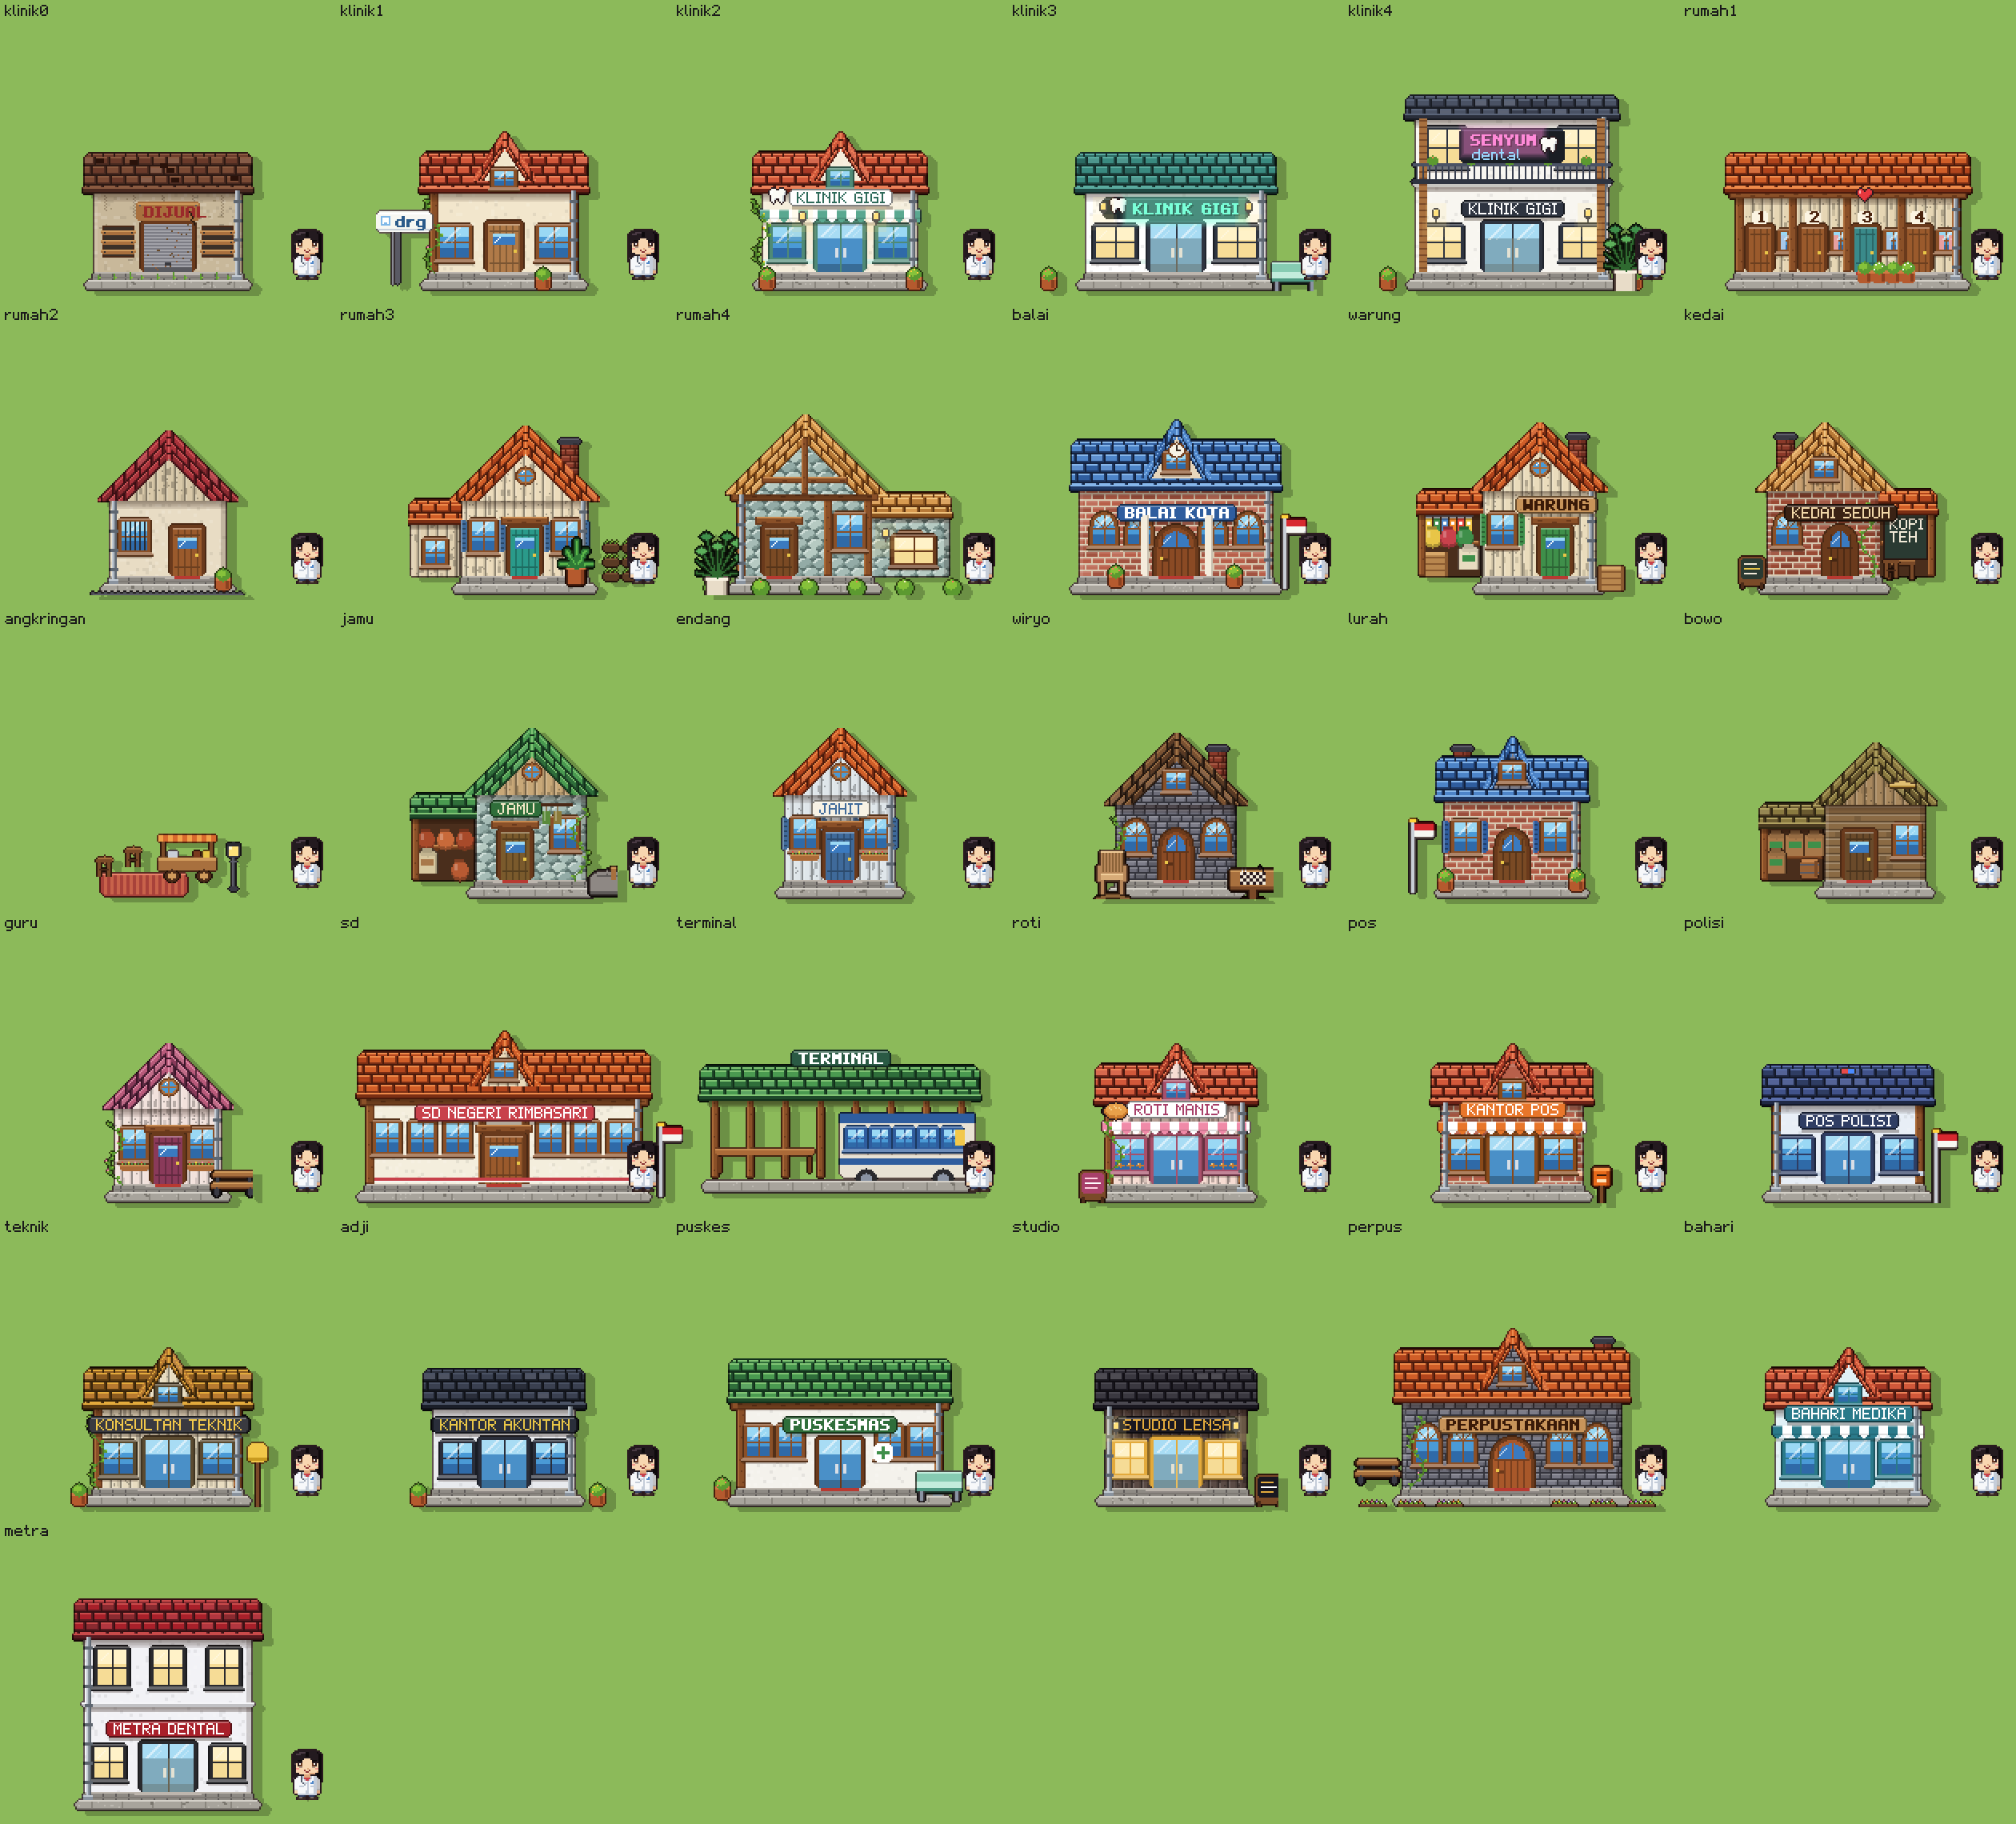 klinik0
klinik1
klinik2
klinik3
klinik4
rumah1
DIJUAL
drg
KLINIK GIGI
KLINIK GIGI
SENYUM
dental
KLINIK GIGI
1 2 3 4
rumah2
rumah3
rumah4
balai
warung
kedai
BALAI KOTA
WARUNG
KEDAI SEDUH
KOPI
TEH
angkringan
jamu
endang
wiryo
lurah
bowo
JAMU
JAHIT
guru
sd
terminal
roti
pos
polisi
SD NEGERI RIMBASARI
TERMINAL
ROTI MANIS
KANTOR POS
POS POLISI
teknik
adji
puskes
studio
perpus
bahari
KONSULTAN TEKNIK
KANTOR AKUNTAN
PUSKESMAS
STUDIO LENSA
PERPUSTAKAAN
BAHARI MEDIKA
metra
METRA DENTAL